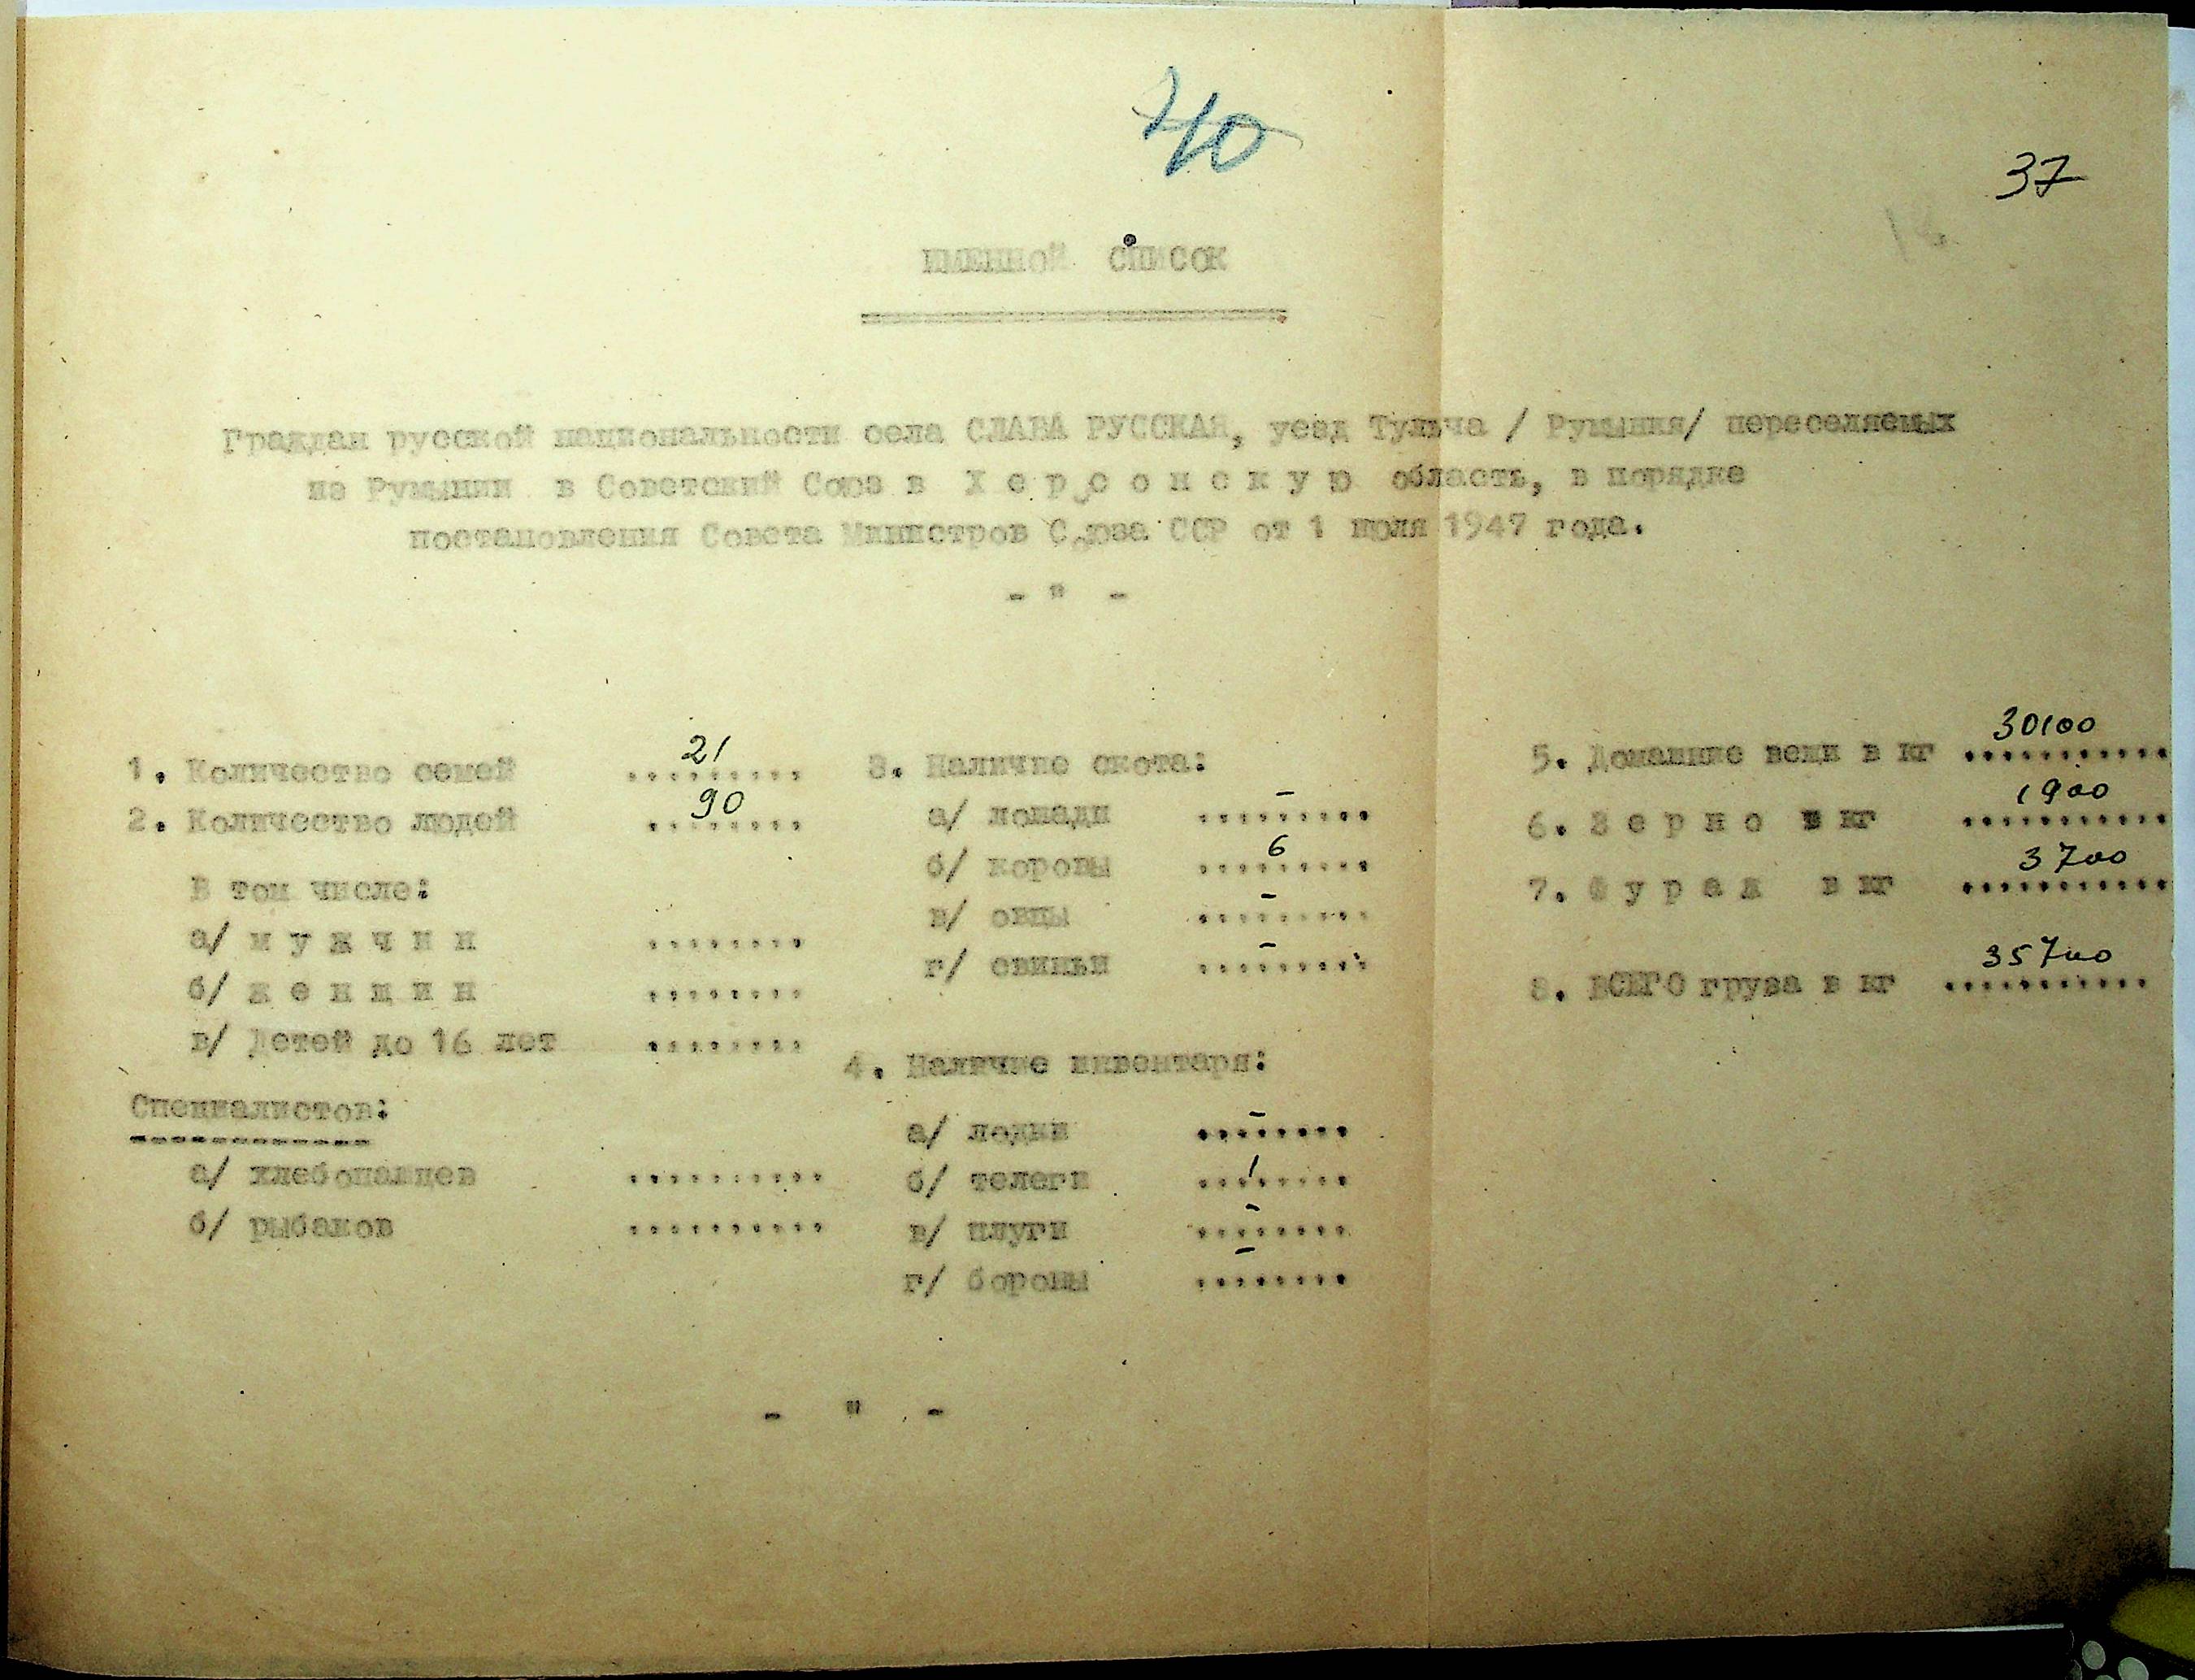 40
37
ИМЕННОЙ СПИСОК
Граждан русской национальности села СЛАВА РУССКАЯ, уезд Тульча / Румыния/ переселяемых
из Румынии в Советский Союз в Х е р с о н с к у ю область, в порядке
постановления Совета Министров Союза ССР от 1 июля 1947 года.
- " -
1. Количество семей ......... 21
2. Количество людей ........ 90
В том числе:
а/ м у ж ч и н ........
б/ ж е н щ и н ........
в/ Детей до 16 лет ........
Специалистов:
а/ хлебопашцев ..........
б/ рыбаков ..........
3. Наличие скота:
а/ лошади ......... -
б/ коровы ......... 6
в/ овцы ......... -
г/ свиньи ......... -
4. Наличие инвентаря:
а/ лодки ........ -
б/ телеги ........ 1
в/ плуги ........ -
г/ бороны ........ -
5. Домашние вещи в кг ........... 30100
6. З е р н о в кг ........... 1900
7. Ф у р а ж в кг ........... 3700
8. ВСЕГО груза в кг ........... 35700
- " -